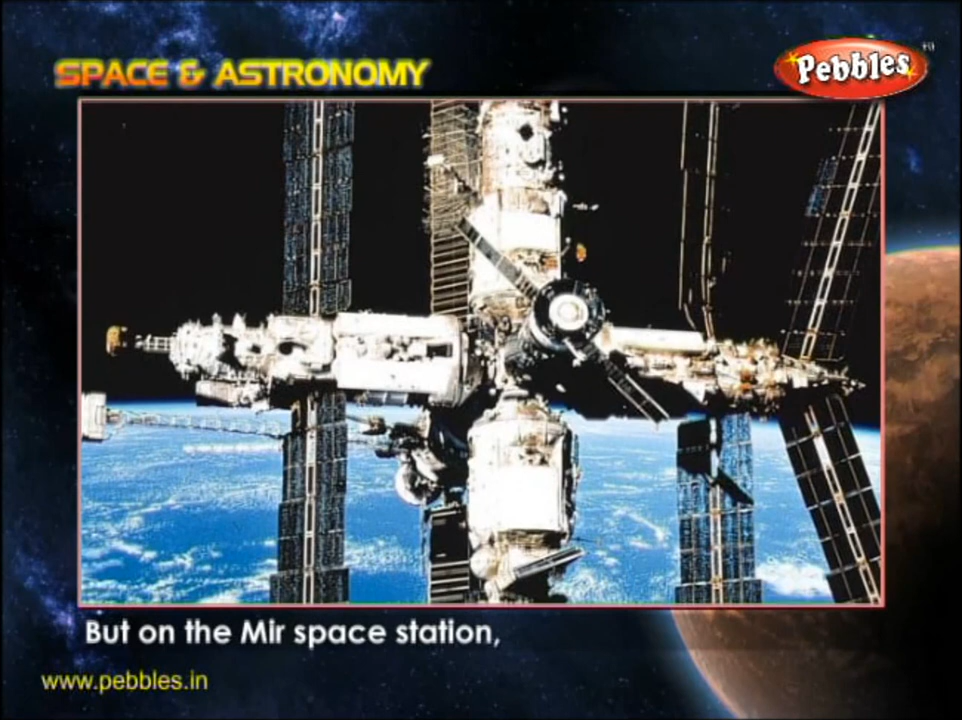 SPACE & ASTRONOMY
Pebbles
But on the Mir space station,
www.pebbles.in